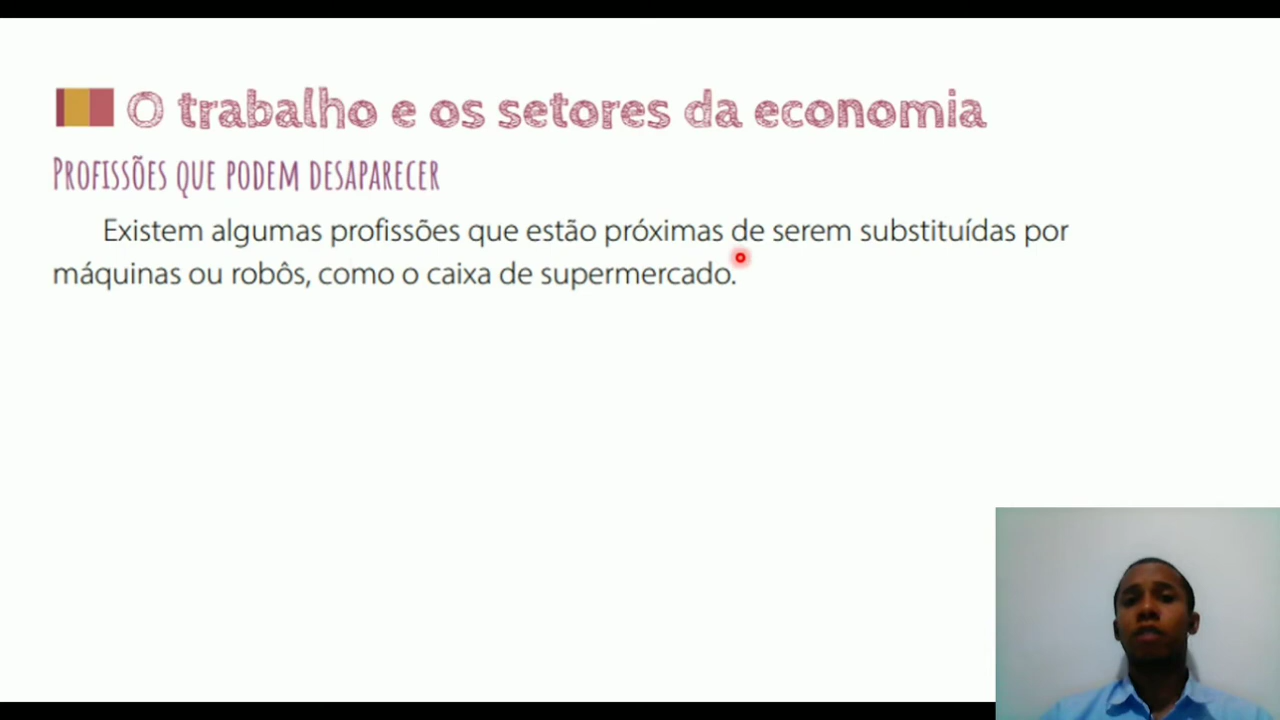 O trabalho e os setores da economia
PROFISSÕES QUE PODEM DESAPARECER
Existem algumas profissões que estão próximas de serem substituídas por
máquinas ou robôs, como o caixa de supermercado.